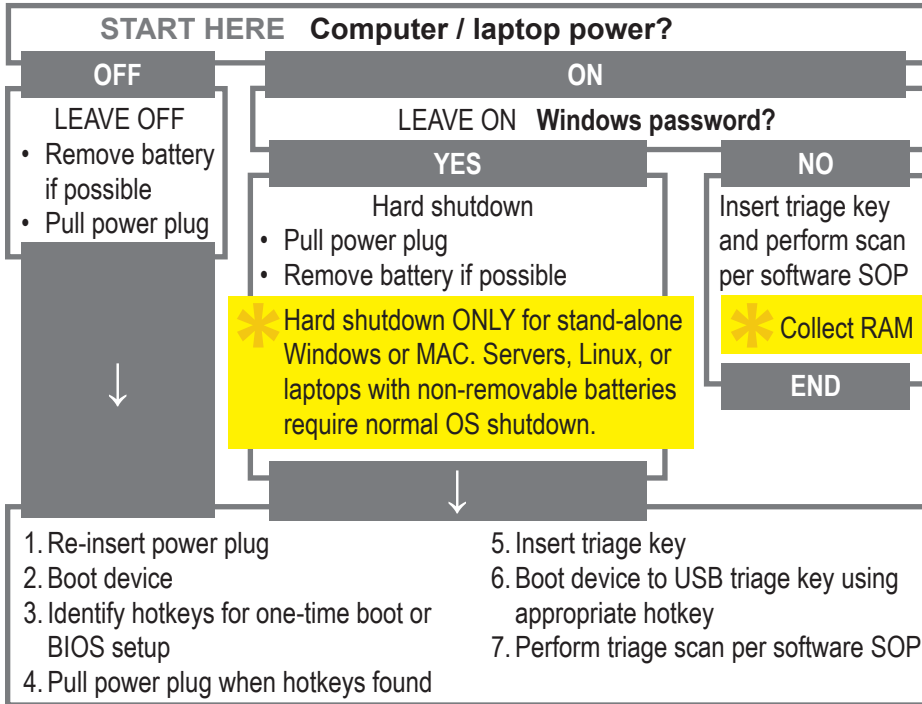 START HERE Computer / laptop power?
OFF
LEAVE OFF
• Remove battery
if possible
• Pull power plug
↓
ON
LEAVE ON Windows password?
YES
Hard shutdown
• Pull power plug
• Remove battery if possible
* Hard shutdown ONLY for stand-alone
Windows or MAC. Servers, Linux, or
laptops with non-removable batteries
require normal OS shutdown.
↓
NO
Insert triage key
and perform scan
per software SOP
* Collect RAM
END
1. Re-insert power plug
2. Boot device
3. Identify hotkeys for one-time boot or
BIOS setup
4. Pull power plug when hotkeys found
5. Insert triage key
6. Boot device to USB triage key using
appropriate hotkey
7. Perform triage scan per software SOP